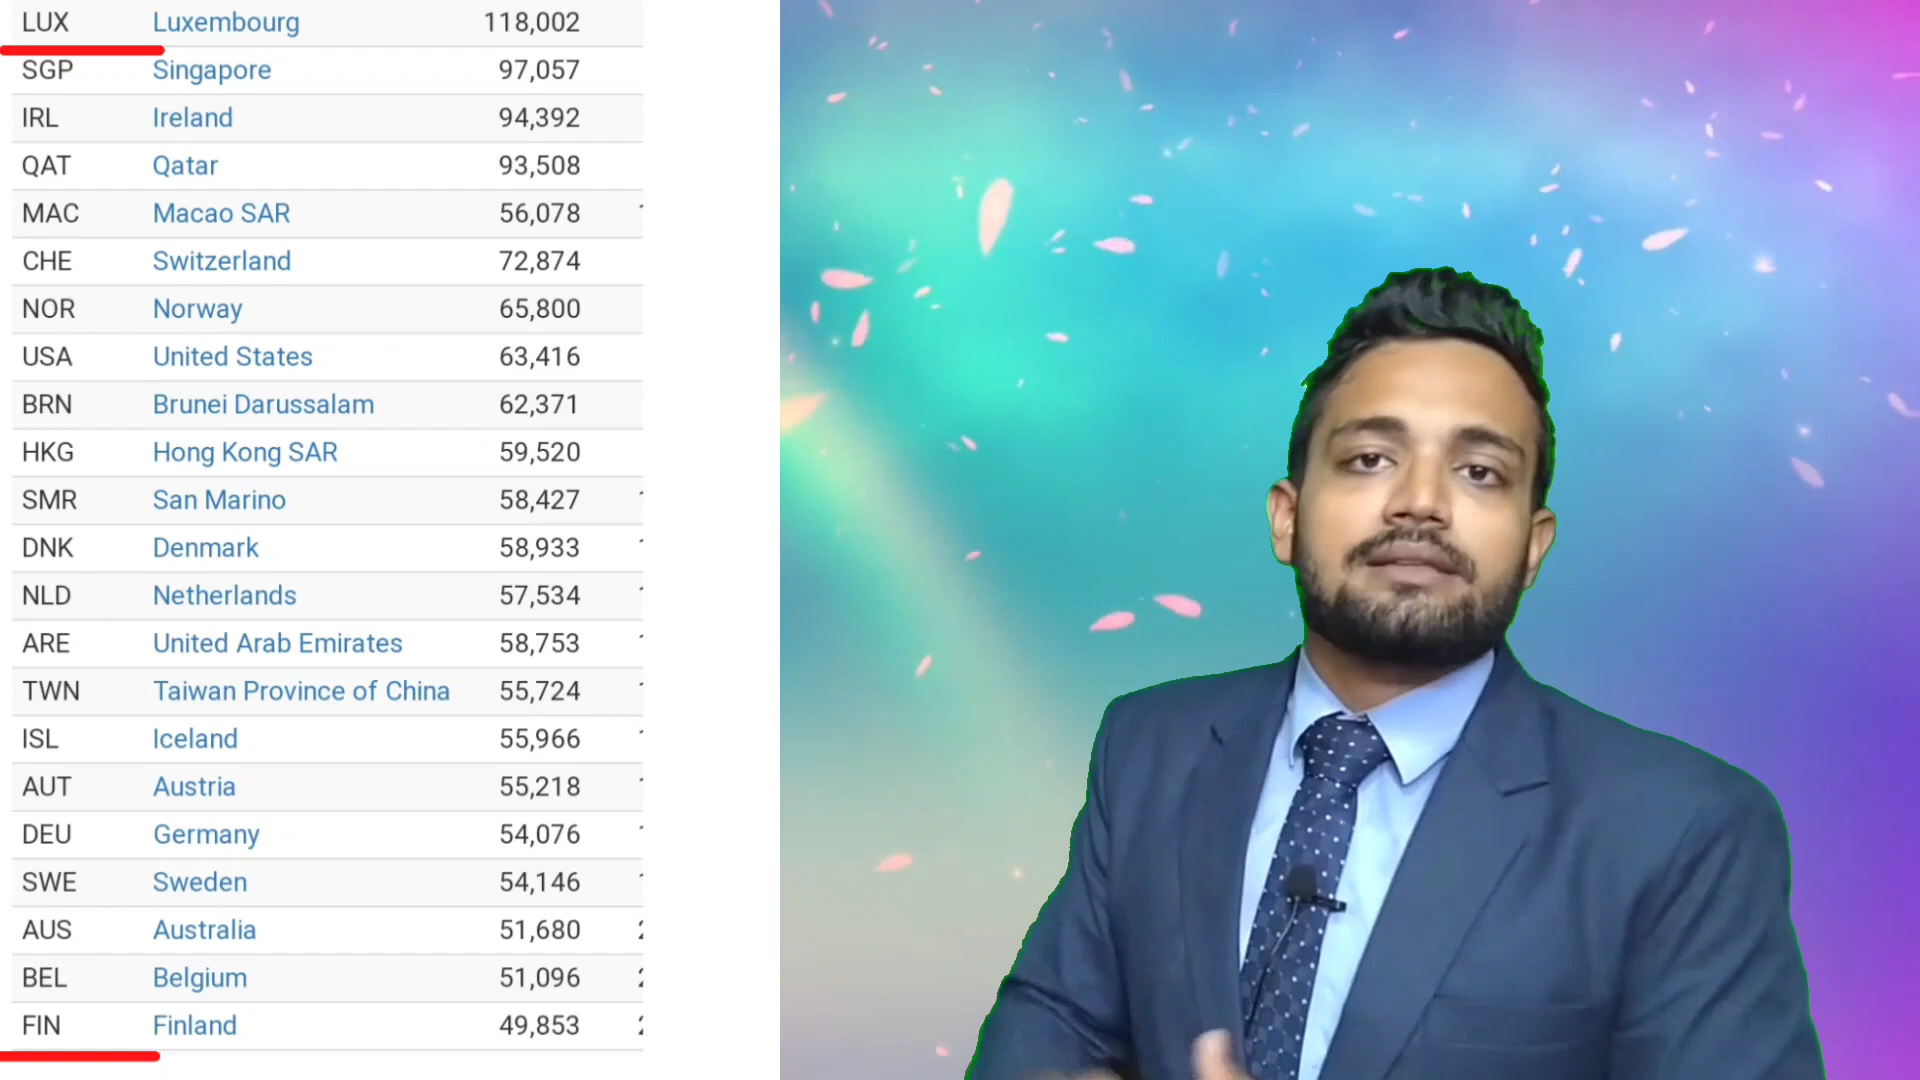 LUX Luxembourg 118,002
SGP Singapore 97,057
IRL Ireland 94,392
QAT Qatar 93,508
MAC Macao SAR 56,078
CHE Switzerland 72,874
NOR Norway 65,800
USA United States 63,416
BRN Brunei Darussalam 62,371
HKG Hong Kong SAR 59,520
SMR San Marino 58,427
DNK Denmark 58,933
NLD Netherlands 57,534
ARE United Arab Emirates 58,753
TWN Taiwan Province of China 55,724
ISL Iceland 55,966
AUT Austria 55,218
DEU Germany 54,076
SWE Sweden 54,146
AUS Australia 51,680
BEL Belgium 51,096
FIN Finland 49,853